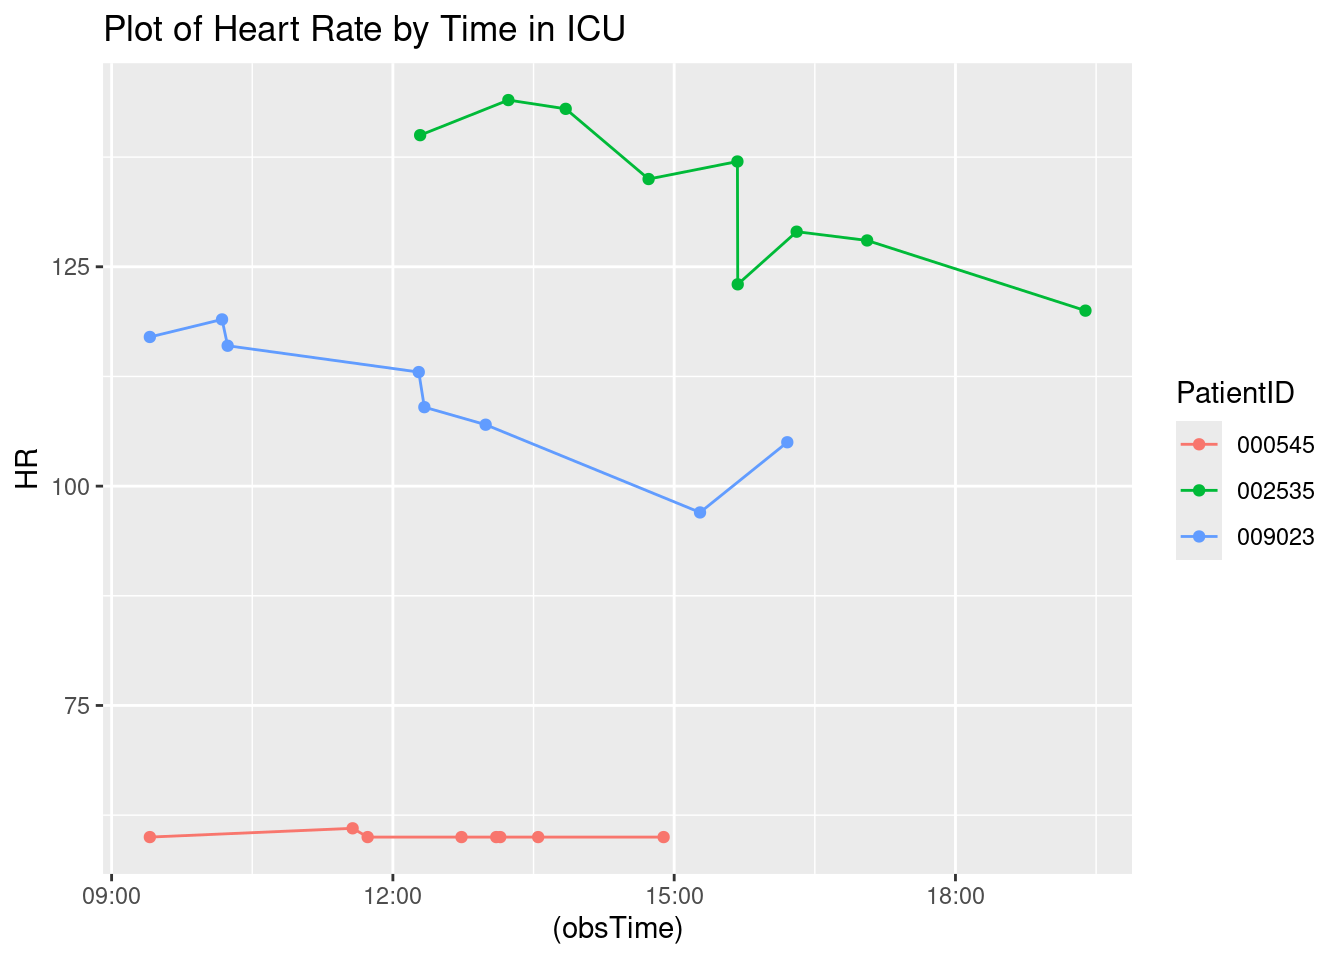 Plot of Heart Rate by Time in ICU
125
100
75
HR
09:00
12:00
15:00
18:00
(obsTime)
PatientID
000545
002535
009023